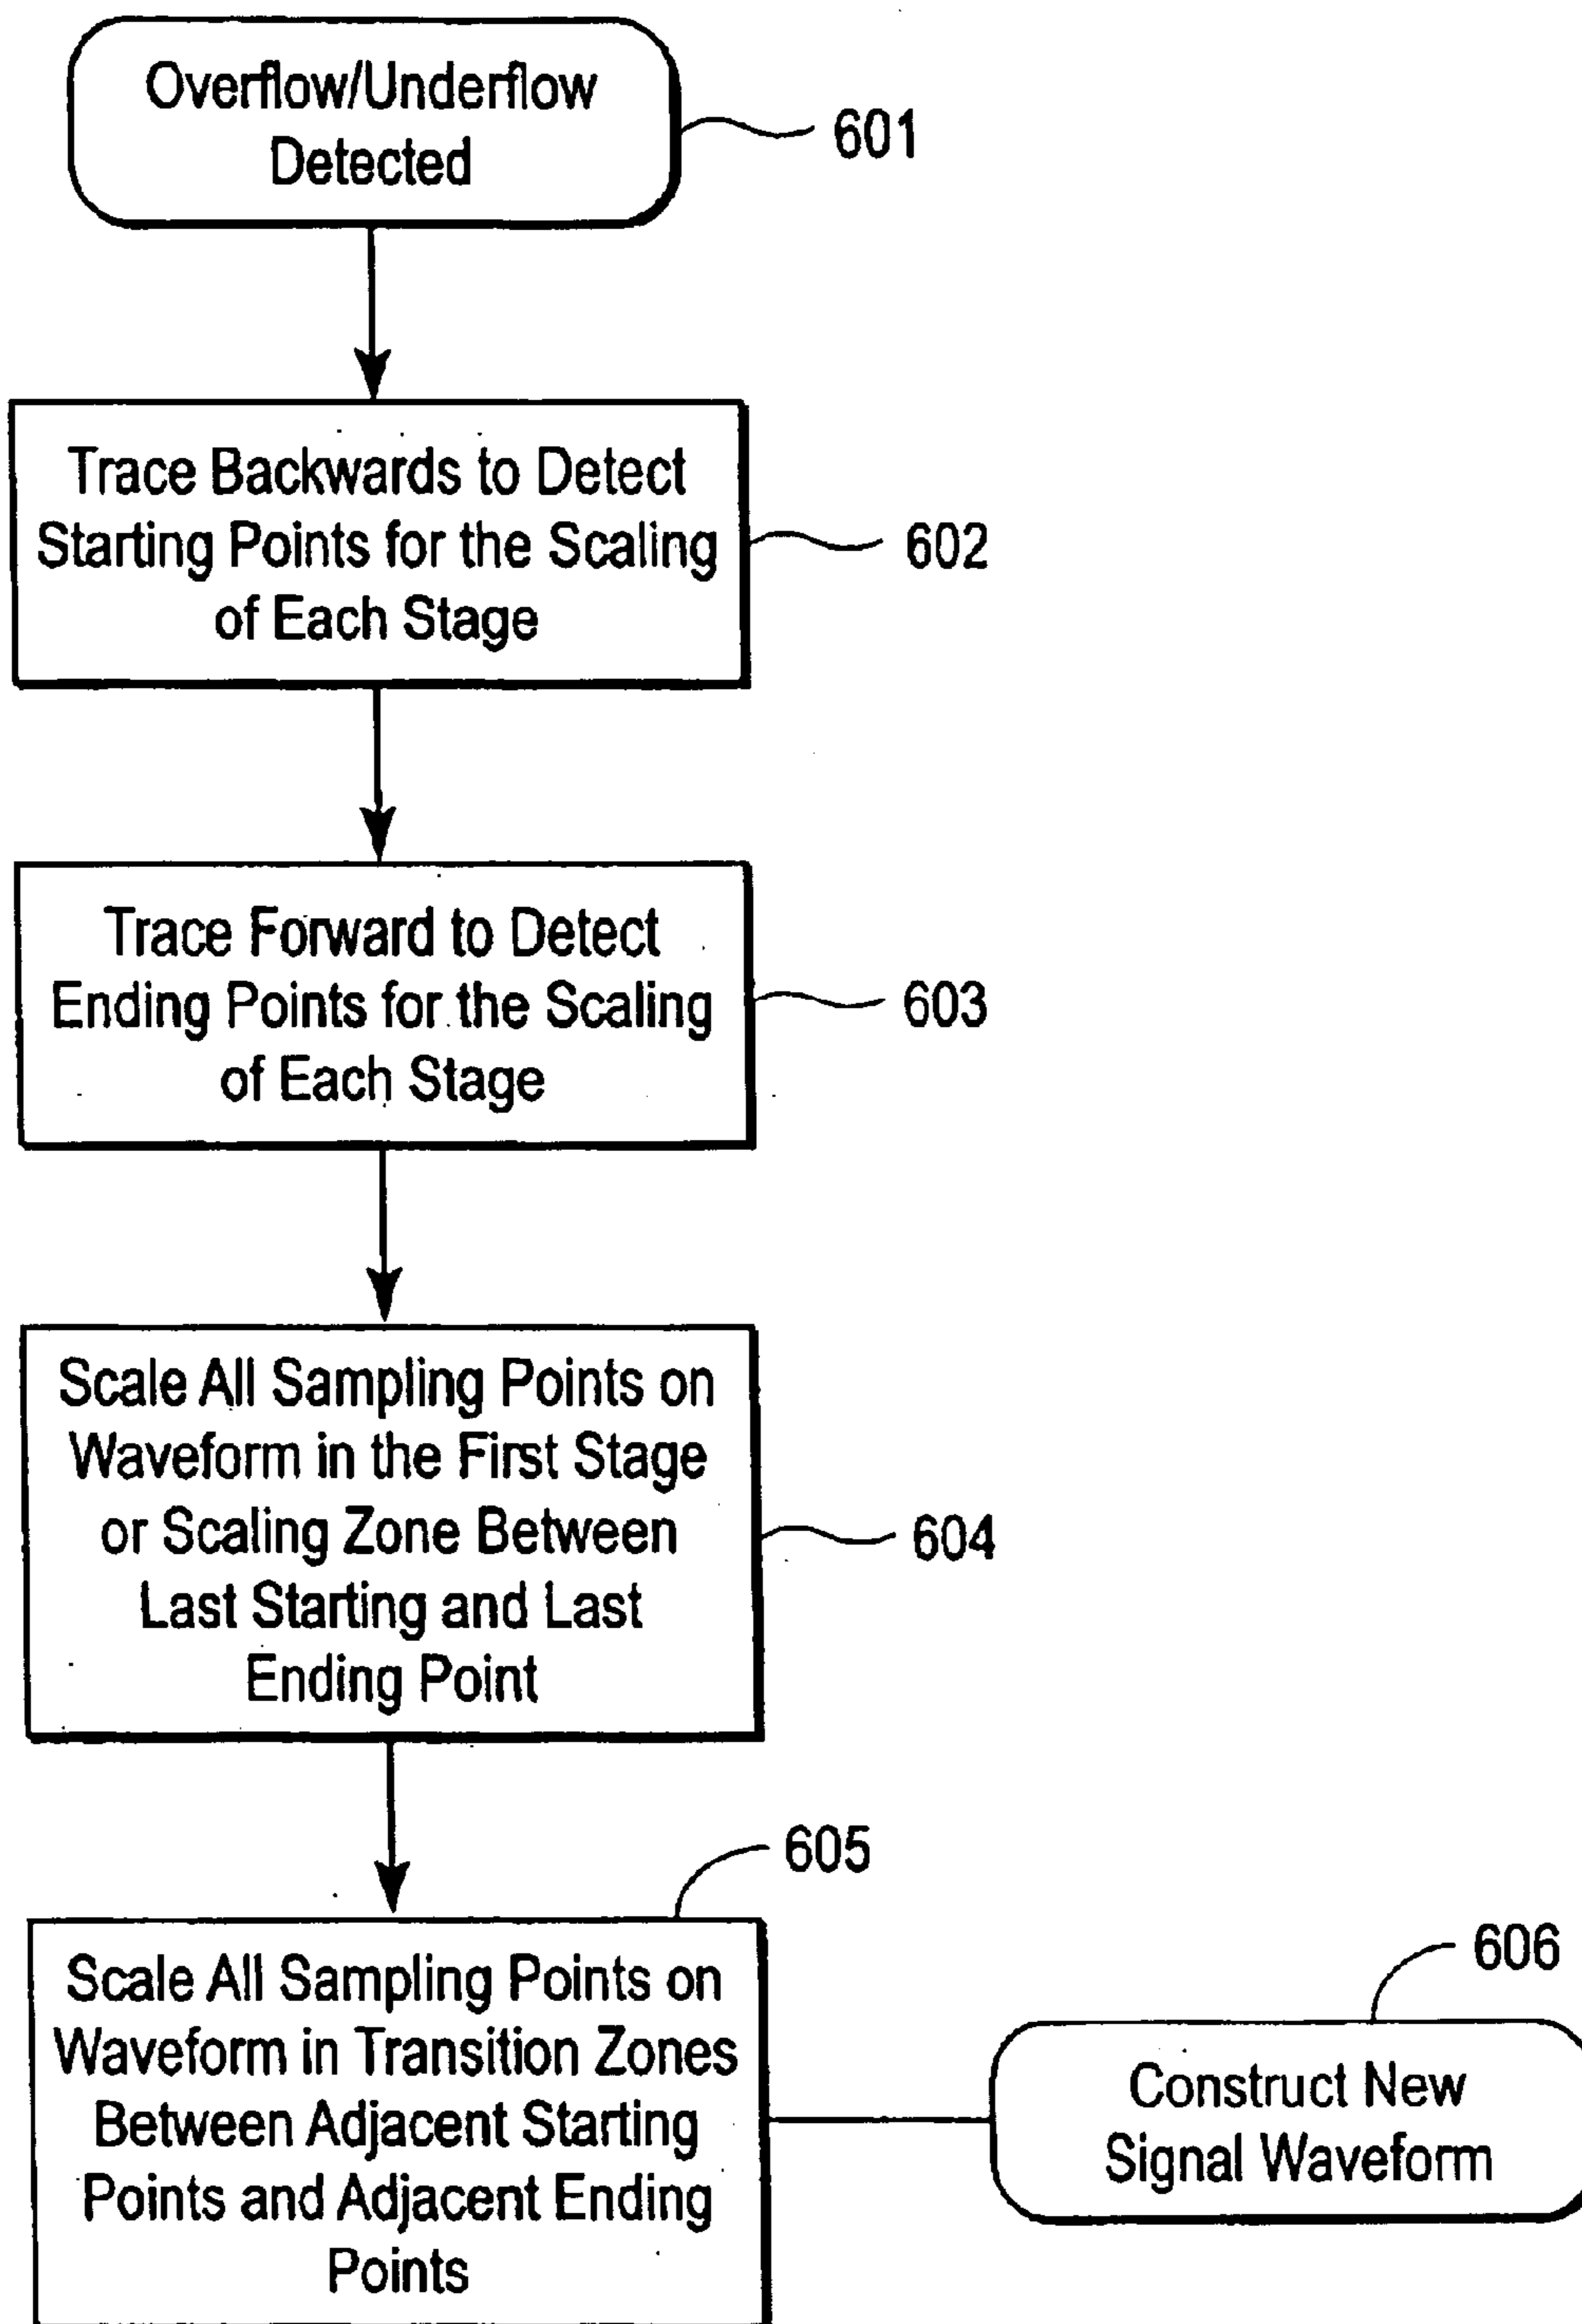 Overflow/Underflow
Detected
601
Trace Backwards to Detect
Starting Points for the Scaling
of Each Stage
602
Trace Forward to Detect
Ending Points for the Scaling
of Each Stage
603
Scale All Sampling Points on
Waveform in the First Stage
or Scaling Zone Between
Last Starting and Last
Ending Point
604
605
Scale All Sampling Points on
Waveform in Transition Zones
Between Adjacent Starting
Points and Adjacent Ending
Points
606
Construct New
Signal Waveform